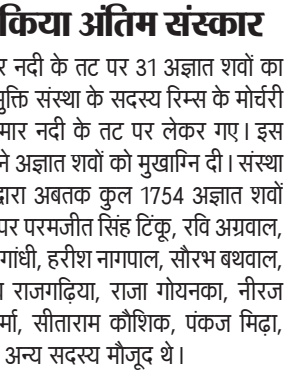 किया अंतिम संस्कार
र नदी के तट पर 31 अज्ञात शवों का
मुक्ति संस्था के सदस्य रिम्स के मोर्चरी
मार नदी के तट पर लेकर गए। इस
ने अज्ञात शवों को मुखाग्नि दी। संस्था
द्वारा अबतक कुल 1754 अज्ञात शवों
पर परमजीत सिंह टिंकू, रवि अग्रवाल,
गांधी, हरीश नागपाल, सौरभ बथवाल,
राजगढ़िया, राजा गोयनका, नीरज
र्मा, सीताराम कौशिक, पंकज मिढ़ा,
अन्य सदस्य मौजूद थे।